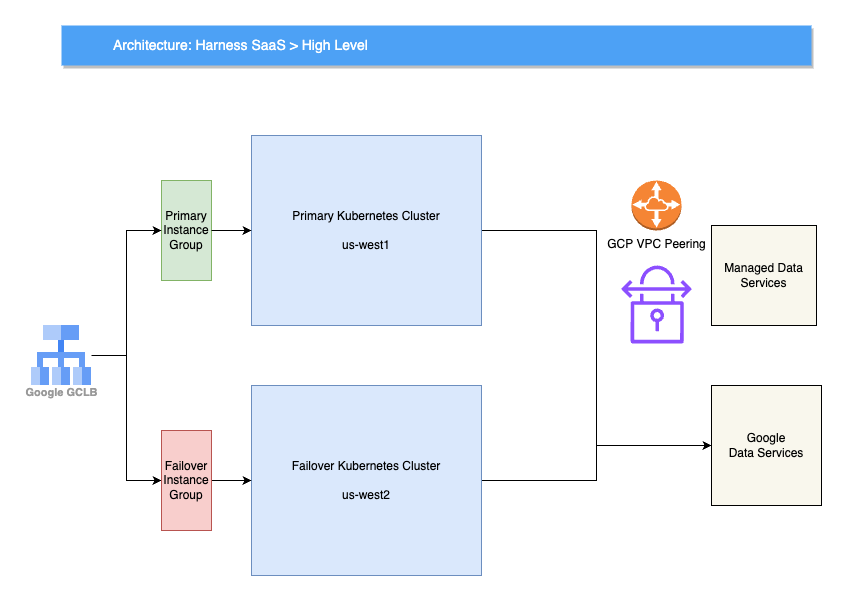 Architecture: Harness SaaS > High Level
Primary
Instance
Group
Primary Kubernetes Cluster
us-west1
GCP VPC Peering
Managed Data
Services
Google GCLB
Failover
Instance
Group
Failover Kubernetes Cluster
us-west2
Google
Data Services